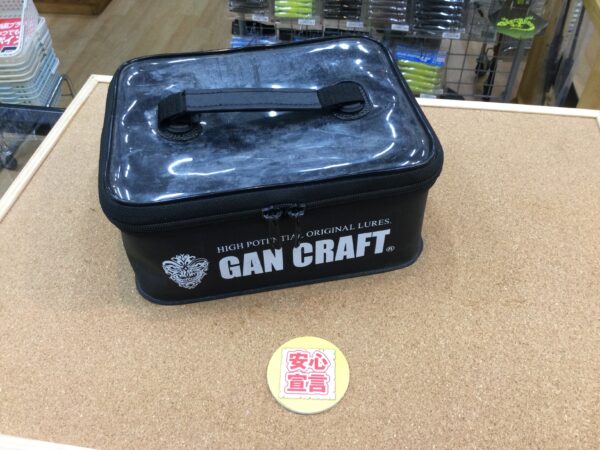 HIGH POTENTIAL ORIGINAL LURES.
GAN CRAFT®
安心
宣言